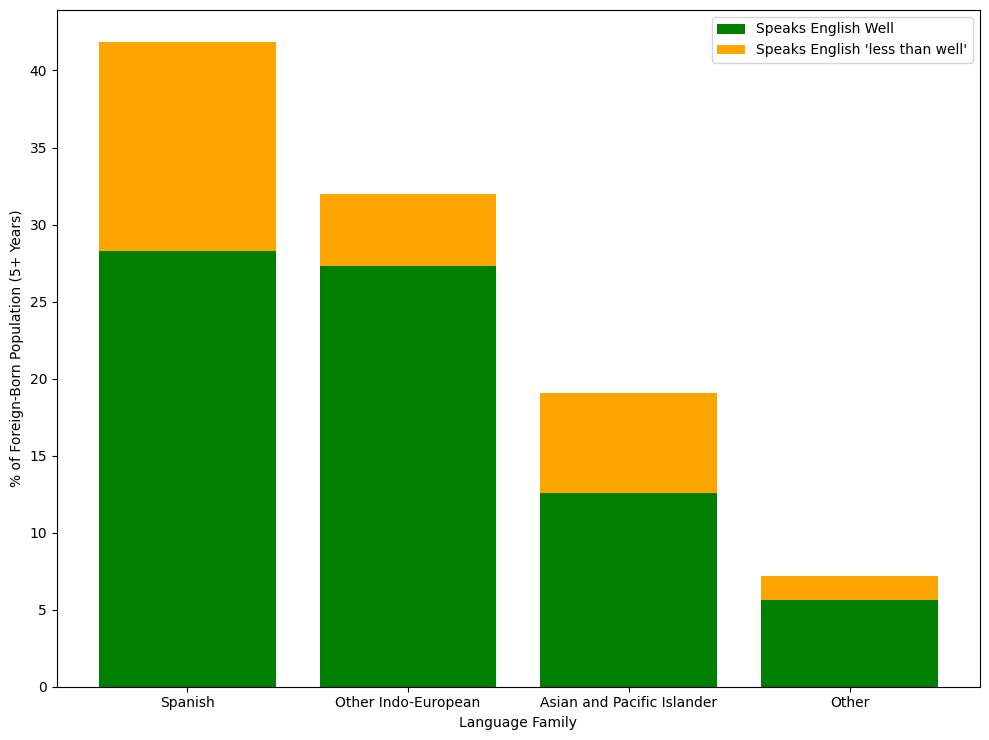 Speaks English Well
Speaks English 'less than well'
% of Foreign-Born Population (5+ Years)
40
35
30
25
20
15
10
5
0
Spanish
Other Indo-European
Asian and Pacific Islander
Other
Language Family